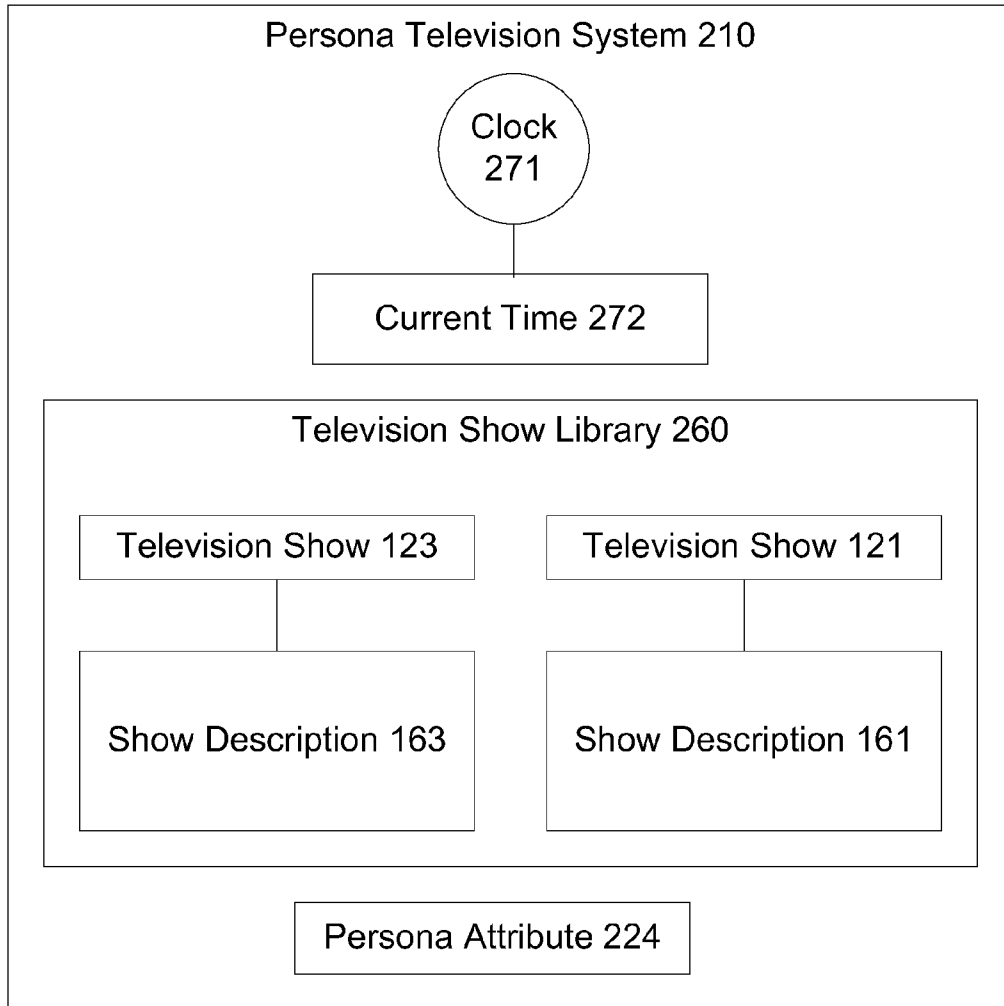 Persona Television System 210
Clock
271
Current Time 272
Television Show Library 260
Television Show 123
Television Show 121
Show Description 163
Show Description 161
Persona Attribute 224